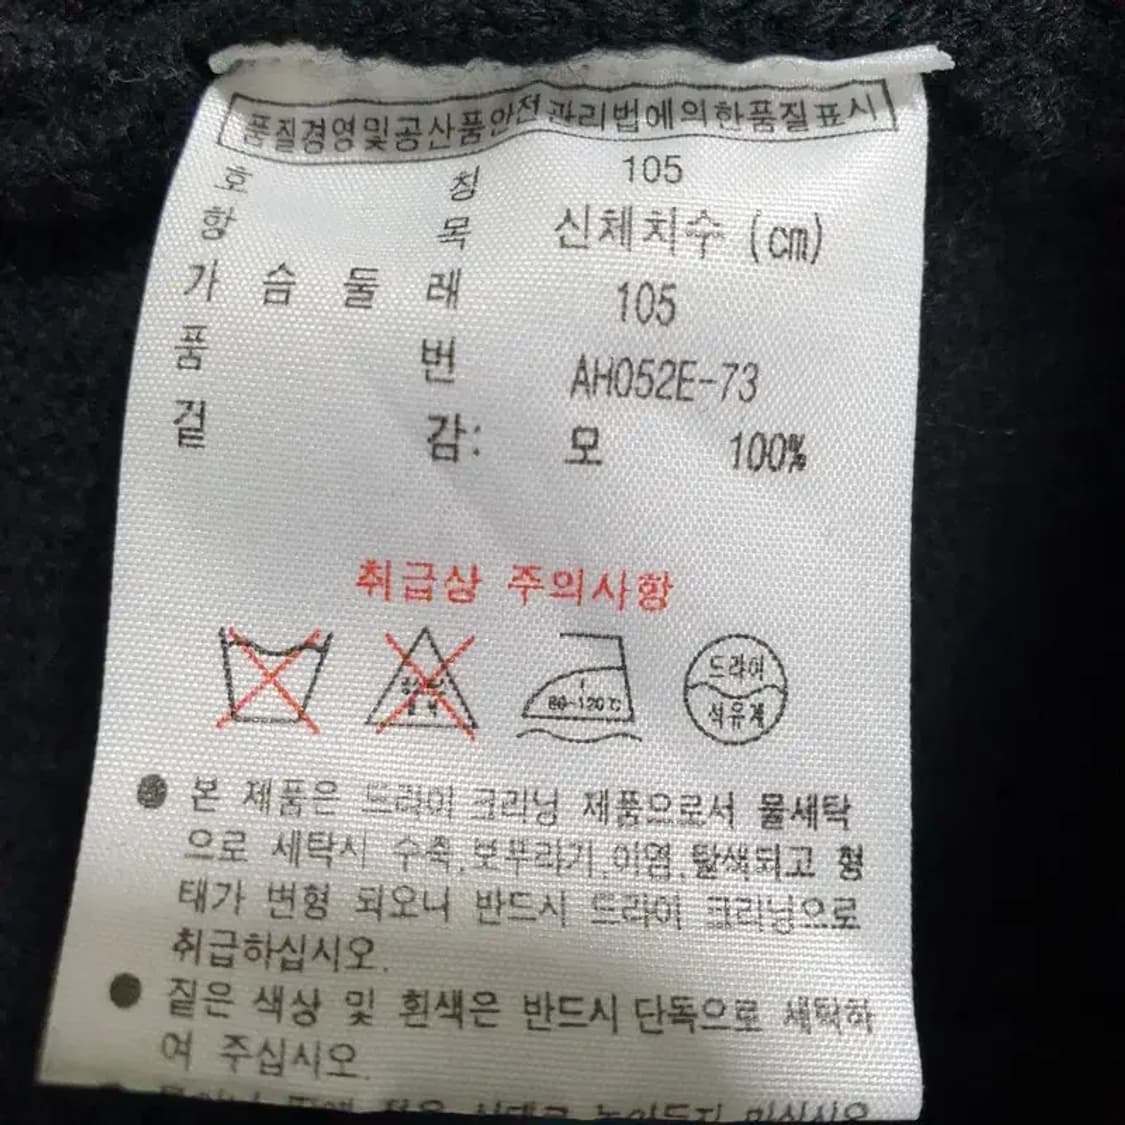 품질경영및공산품안전관리법에의한품질표시
호 칭 105
항 목 신체치수 (cm)
가 슴 둘 레 105
품 번 AH052E-73
겉 감: 모 100%
취급상 주의사항
80~120℃
드라이
석유계
● 본 제품은 드라이 크리닝 제품으로서 물세탁
으로 세탁시 수축,보푸라기,이염,탈색되고 형
태가 변형 되오니 반드시 드라이 크리닝으로
취급하십시오.
● 짙은 색상 및 흰색은 반드시 단독으로 세탁하
여 주십시오.